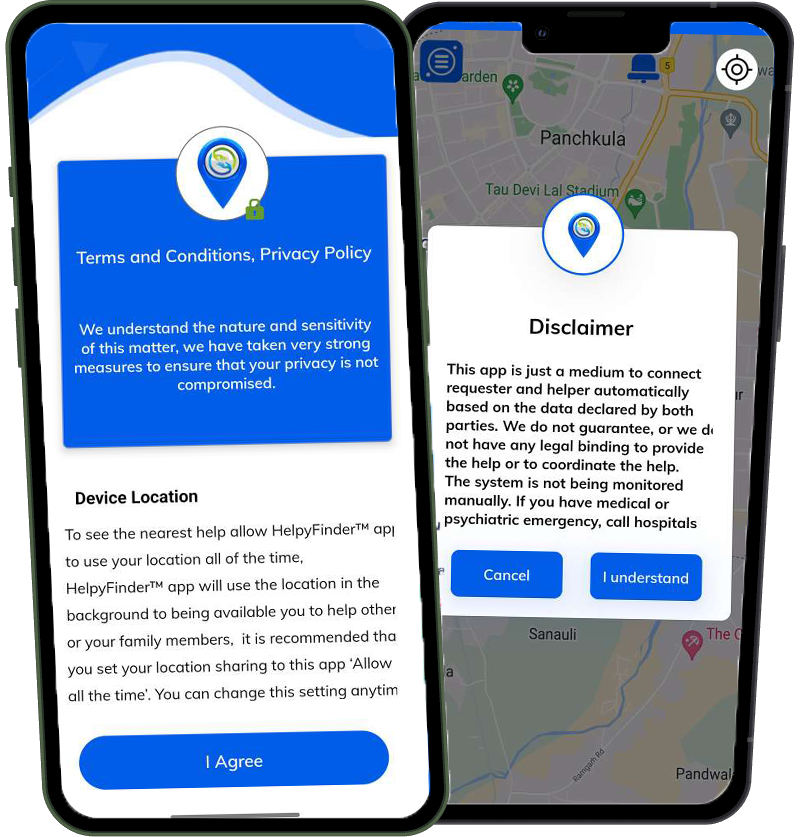 Terms and Conditions, Privacy Policy
We understand the nature and sensitivity
of this matter, we have taken very strong
measures to ensure that your privacy is not
compromised.
Device Location
To see the nearest help allow HelpyFinder™ app
to use your location all of the time,
HelpyFinder™ app will use the location in the
background to being available you to help other
or your family members, it is recommended tha
you set your location sharing to this app ‘Allow
all the time’. You can change this setting anytim
I Agree
arden
5
wa
Panchkula
Tau Devi Lal Stadium
Disclaimer
This app is just a medium to connect
requester and helper automatically
based on the data declared by both
parties. We do not guarantee, or we do
not have any legal binding to provide
the help or to coordinate the help.
The system is not being monitored
manually. If you have medical or
psychiatric emergency, call hospitals
Cancel
I understand
Sanauli
The
Ramgarh Rd
Pandwal